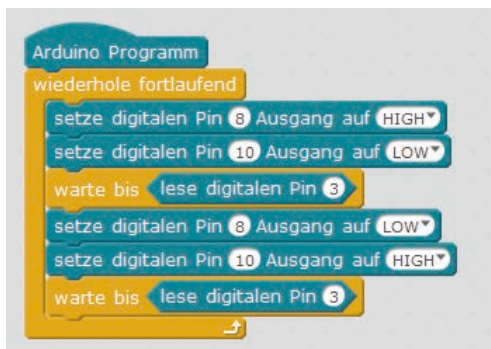 Arduino Programm
wiederhole fortlaufend
setze digitalen Pin 8 Ausgang auf HIGH
setze digitalen Pin 10 Ausgang auf LOW
warte bis lese digitalen Pin 3
setze digitalen Pin 8 Ausgang auf LOW
setze digitalen Pin 10 Ausgang auf HIGH
warte bis lese digitalen Pin 3